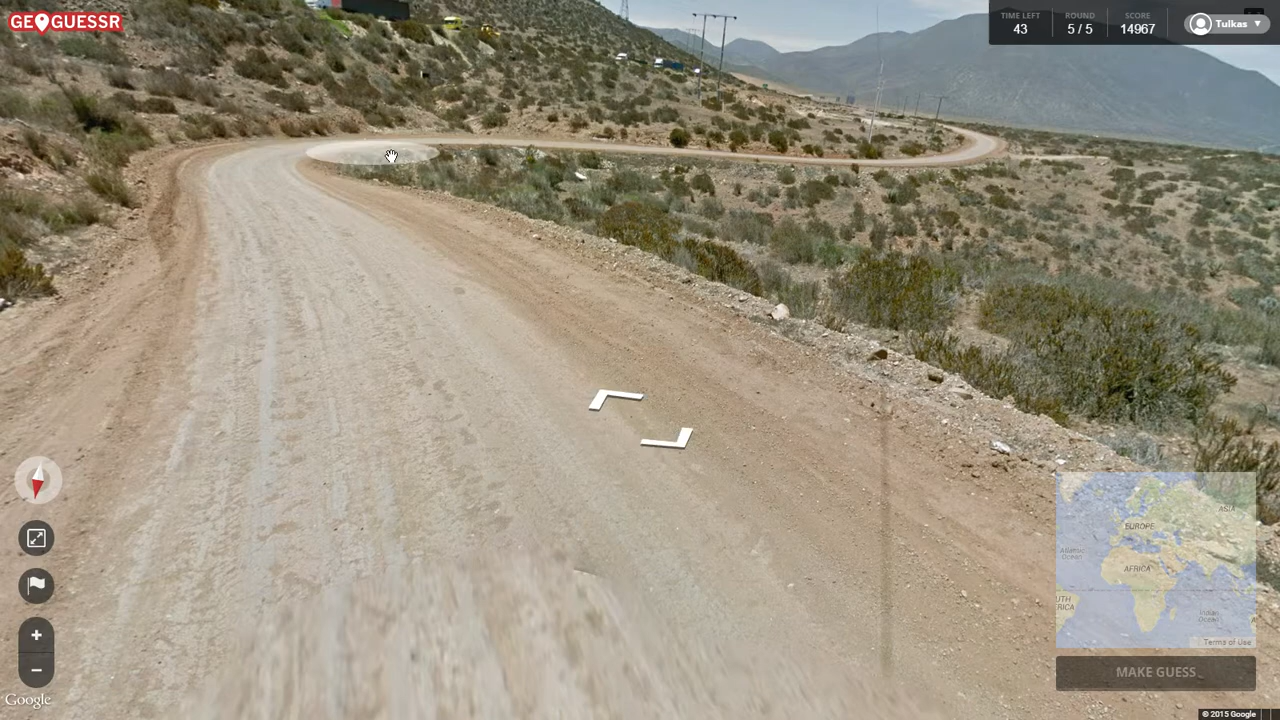 GEOGUESSR
TIME LEFT
43
ROUND
5 / 5
SCORE
14967
Tulkas ▼
ASIA
EUROPE
Atlantic
Ocean
AFRICA
UTH
RICA
Indian
Ocean
A
Terms of Use
MAKE GUESS
+
−
Google
© 2015 Google